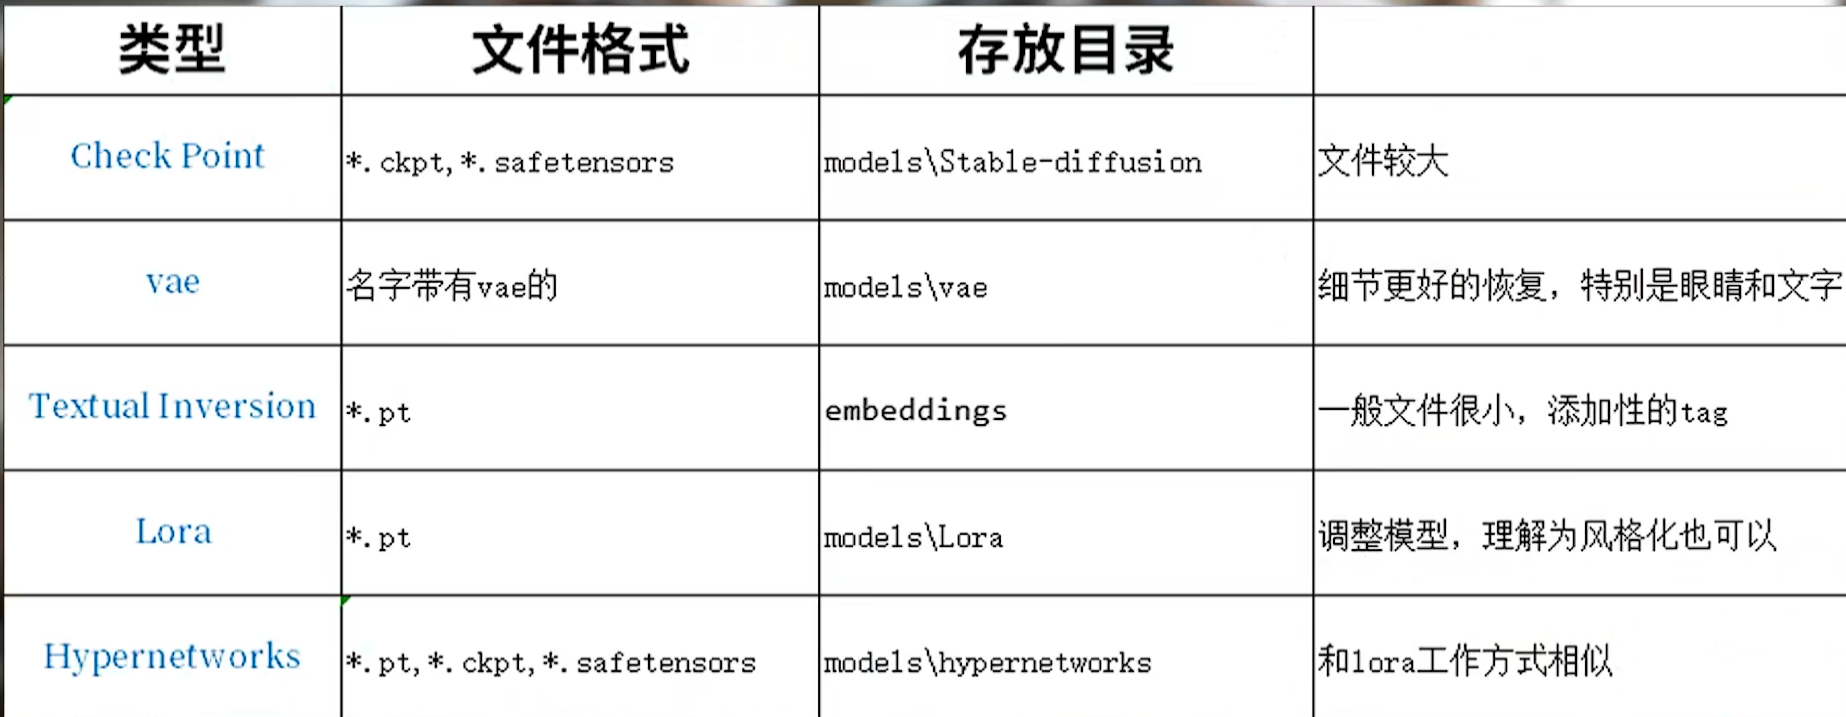 类型 文件格式 存放目录
Check Point *.ckpt,*.safetensors models\Stable-diffusion 文件较大
vae 名字带有vae的 models\vae 细节更好的恢复，特别是眼睛和文字
Textual Inversion *.pt embeddings 一般文件很小，添加性的tag
Lora *.pt models\Lora 调整模型，理解为风格化也可以
Hypernetworks *.pt,*.ckpt,*.safetensors models\hypernetworks 和lora工作方式相似